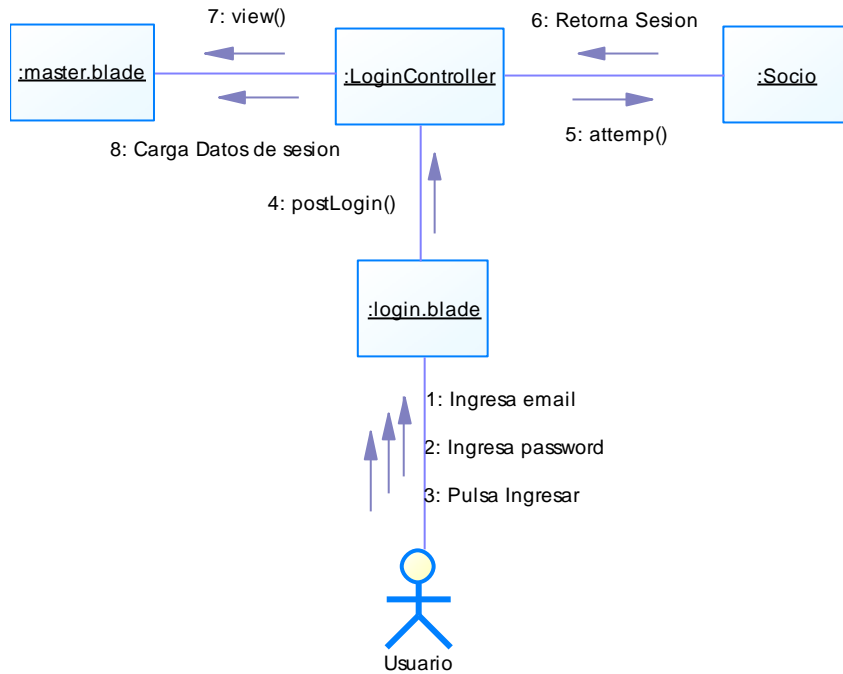 7: view()
6: Retorna Sesion
:master.blade
:LoginController
:Socio
8: Carga Datos de sesion
5: attemp()
4: postLogin()
:login.blade
1: Ingresa email
2: Ingresa password
3: Pulsa Ingresar
Usuario